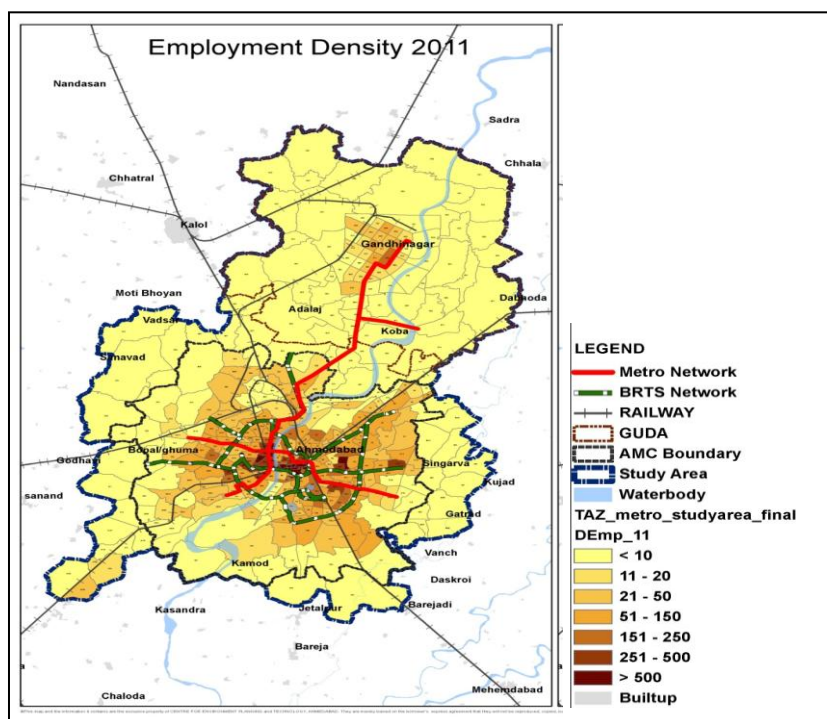 Employment Density 2011
Nandasan
Sadra
Chhala
Chhatral
Kalol
Gandhinagar
Moti Bhoyan
Dabhoda
Adalaj
Vadsar
Koba
Sanavad
Bopal/ghuma
Ahmedabad
Godhavi
Singarva
sanand
Kujad
Gatrad
Vanch
Kamod
Daskroi
Kasandra
Jetalpur
Barejadi
Bareja
Chaloda
Mehemdabad
LEGEND
Metro Network
BRTS Network
RAILWAY
GUDA
AMC Boundary
Study Area
Waterbody
TAZ_metro_studyarea_final
DEmp_11
< 10
11 - 20
21 - 50
51 - 150
151 - 250
251 - 500
> 500
Builtup